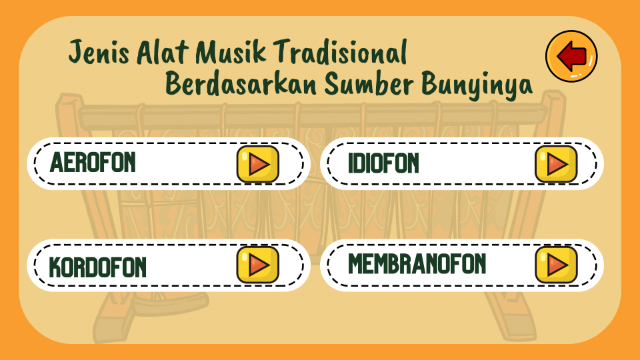 Jenis Alat Musik Tradisional
Berdasarkan Sumber Bunyinya
AEROFON
IDIOFON
KORDOFON
MEMBRANOFON